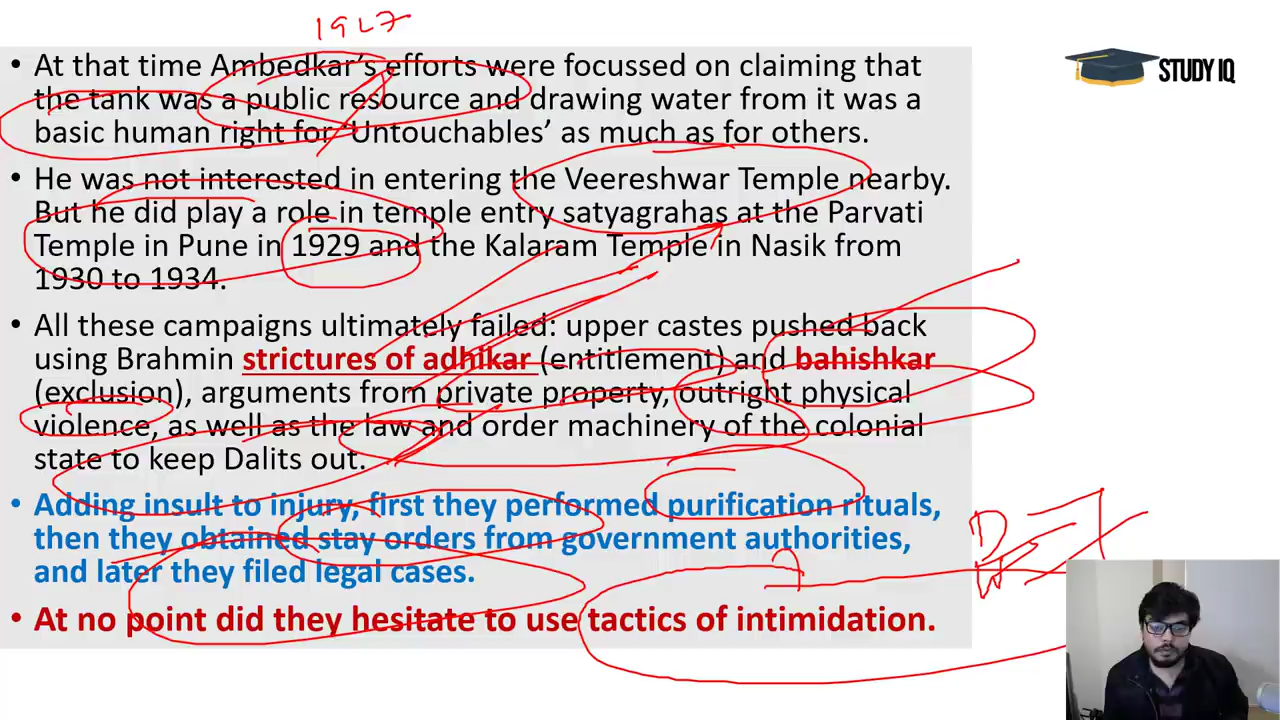 1927
• At that time Ambedkar's efforts were focussed on claiming that
the tank was a public resource and drawing water from it was a
basic human right for 'Untouchables' as much as for others.
STUDY IQ
• He was not interested in entering the Veereshwar Temple nearby.
But he did play a role in temple entry satyagrahas at the Parvati
Temple in Pune in 1929 and the Kalaram Temple in Nasik from
1930 to 1934.
• All these campaigns ultimately failed: upper castes pushed back
using Brahmin strictures of adhikar (entitlement) and bahishkar
(exclusion), arguments from private property, outright physical
violence, as well as the law and order machinery of the colonial
state to keep Dalits out.
• Adding insult to injury, first they performed purification rituals,
then they obtained stay orders from government authorities,
and later they filed legal cases.
• At no point did they hesitate to use tactics of intimidation.
D